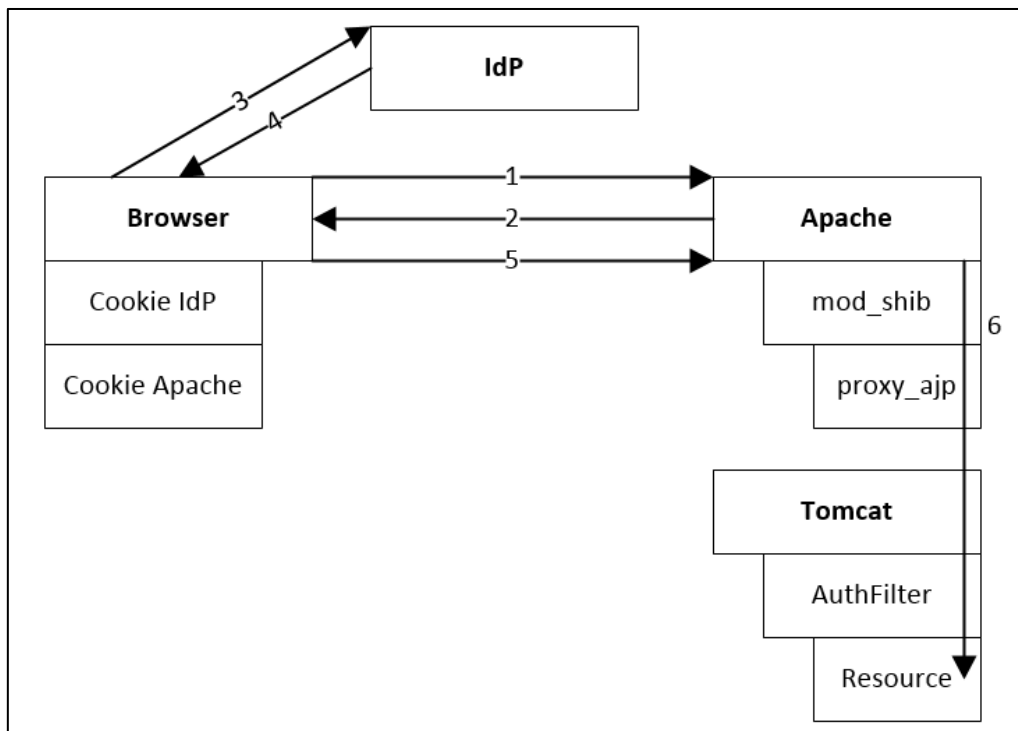 IdP
3
4
1
Browser
2
Apache
5
Cookie IdP
mod_shib
6
Cookie Apache
proxy_ajp
Tomcat
AuthFilter
Resource